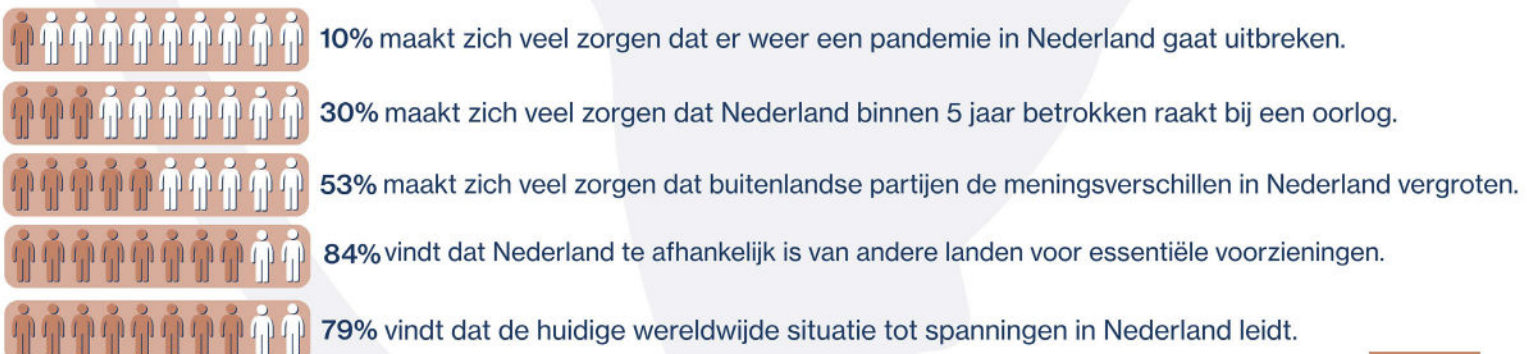 10% maakt zich veel zorgen dat er weer een pandemie in Nederland gaat uitbreken.
30% maakt zich veel zorgen dat Nederland binnen 5 jaar betrokken raakt bij een oorlog.
53% maakt zich veel zorgen dat buitenlandse partijen de meningsverschillen in Nederland vergroten.
84% vindt dat Nederland te afhankelijk is van andere landen voor essentiële voorzieningen.
79% vindt dat de huidige wereldwijde situatie tot spanningen in Nederland leidt.